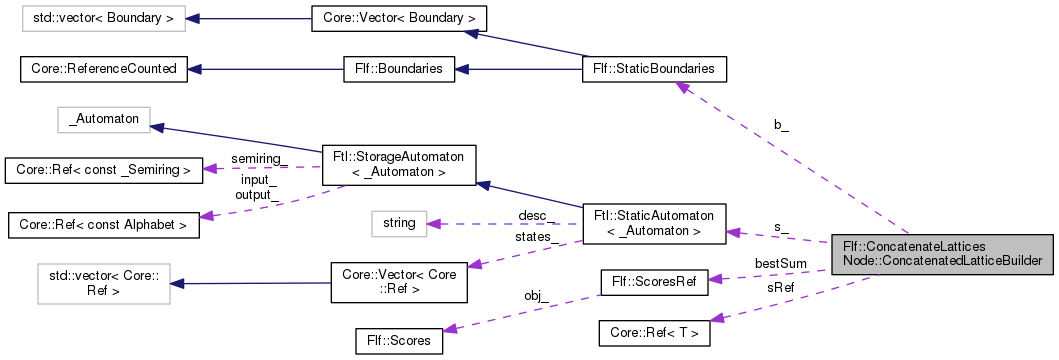 std::vector< Boundary >
Core::Vector< Boundary >
Core::ReferenceCounted
Flf::Boundaries
Flf::StaticBoundaries
_Automaton
b_
Core::Ref< const _Semiring >
semiring_
Ftl::StorageAutomaton
< _Automaton >
input_
output_
Core::Ref< const Alphabet >
string
desc_
Ftl::StaticAutomaton
< _Automaton >
s_
states_
std::vector< Core::
Ref >
Core::Vector< Core
::Ref >
Flf::ConcatenateLattices
Node::ConcatenatedLatticeBuilder
bestSum
Flf::ScoresRef
sRef
obj_
Core::Ref< T >
Flf::Scores